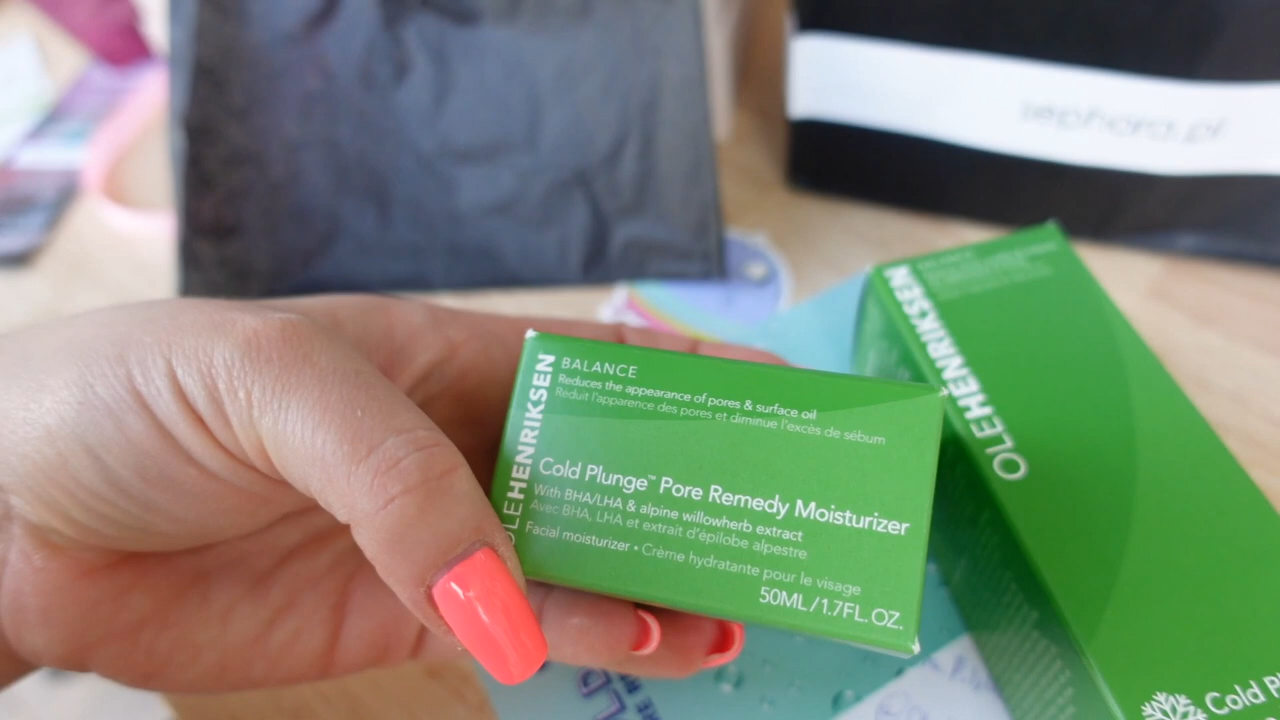 sephora.pl
OLEHENRIKSEN
BALANCE
Reduces the appearance of pores & surface oil
Réduit l'apparence des pores et diminue l'excès de sébum
Cold Plunge™ Pore Remedy Moisturizer
With BHA/LHA & alpine willowherb extract
Avec BHA, LHA et extrait d'épilobe alpestre
Facial moisturizer • Crème hydratante pour le visage
50ML/1.7FL.OZ.
OLEHENRIKSEN
BALANCE
Cold